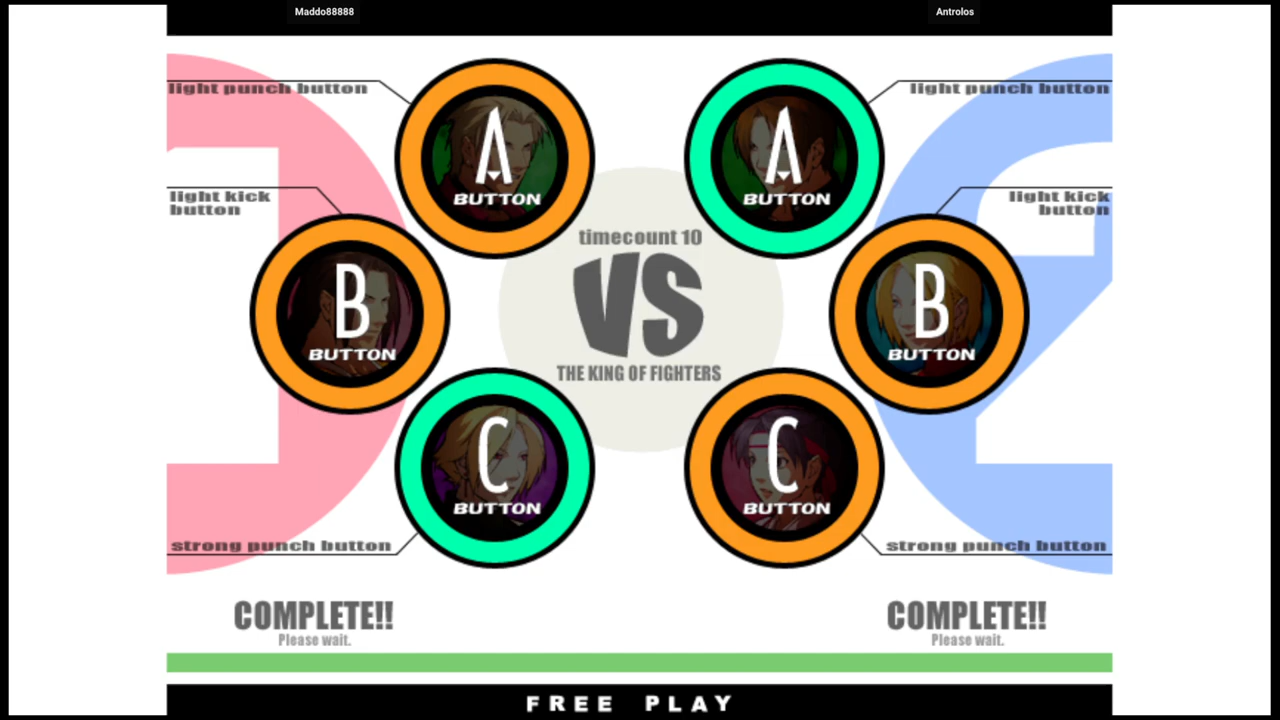 Maddo88888
Antrolos
light punch button
light punch button
A
BUTTON
A
BUTTON
light kick
button
light kick
button
B
BUTTON
B
BUTTON
timecount 10
VS
THE KING OF FIGHTERS
C
BUTTON
C
BUTTON
strong punch button
strong punch button
1
2
COMPLETE!!
Please wait.
COMPLETE!!
Please wait.
FREE PLAY